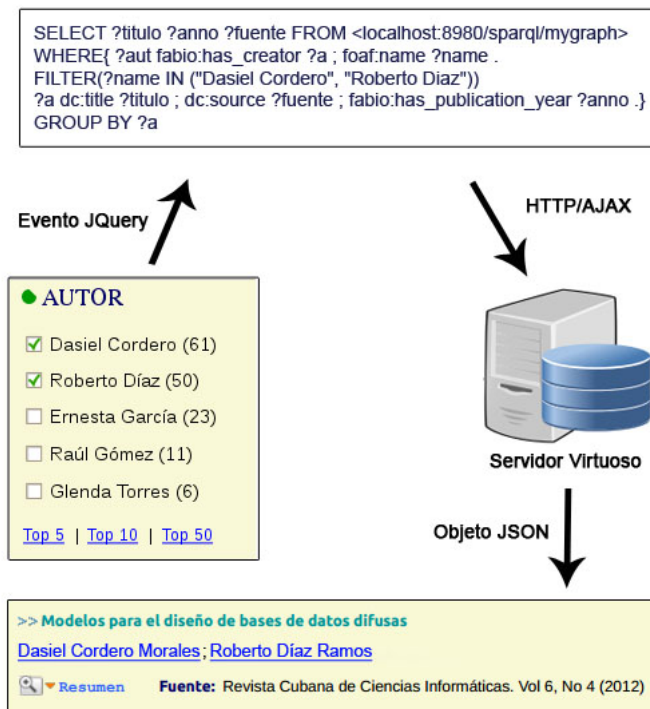 SELECT ?titulo ?anno ?fuente FROM <localhost:8980/sparql/mygraph>
WHERE{ ?aut fabio:has_creator ?a ; foaf:name ?name .
FILTER(?name IN ("Dasiel Cordero", "Roberto Diaz"))
?a dc:title ?titulo ; dc:source ?fuente ; fabio:has_publication_year ?anno .}
GROUP BY ?a
Evento JQuery
HTTP/AJAX
AUTOR
Dasiel Cordero (61)
Roberto Díaz (50)
Ernesta García (23)
Raúl Gómez (11)
Glenda Torres (6)
Top 5 | Top 10 | Top 50
Servidor Virtuoso
Objeto JSON
>> Modelos para el diseño de bases de datos difusas
Dasiel Cordero Morales; Roberto Díaz Ramos
Resumen Fuente: Revista Cubana de Ciencias Informáticas. Vol 6, No 4 (2012)